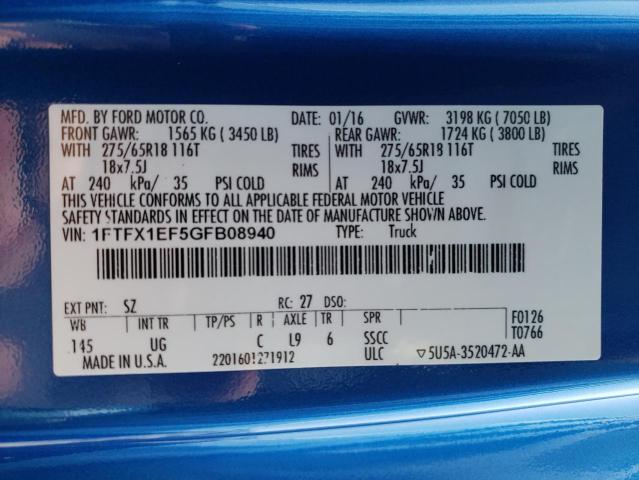 MFD. BY FORD MOTOR CO. DATE: 01/16 GVWR: 3198 KG ( 7050 LB)
FRONT GAWR: 1565 KG ( 3450 LB) REAR GAWR: 1724 KG ( 3800 LB)
WITH 275/65R18 116T TIRES WITH 275/65R18 116T TIRES
18x7.5J RIMS 18x7.5J RIMS
AT 240 kPa/ 35 PSI COLD AT 240 kPa/ 35 PSI COLD
THIS VEHICLE CONFORMS TO ALL APPLICABLE FEDERAL MOTOR VEHICLE
SAFETY STANDARDS IN EFFECT ON THE DATE OF MANUFACTURE SHOWN ABOVE.
VIN: 1FTFX1EF5GFB08940 TYPE: Truck
EXT PNT: SZ RC: 27 DSO:
WB INT TR TP/PS R AXLE TR SPR F0126
145 UG C L9 6 SSCC T0766
MADE IN U.S.A. 2201601271912 ULC ▽5U5A-3520472-AA